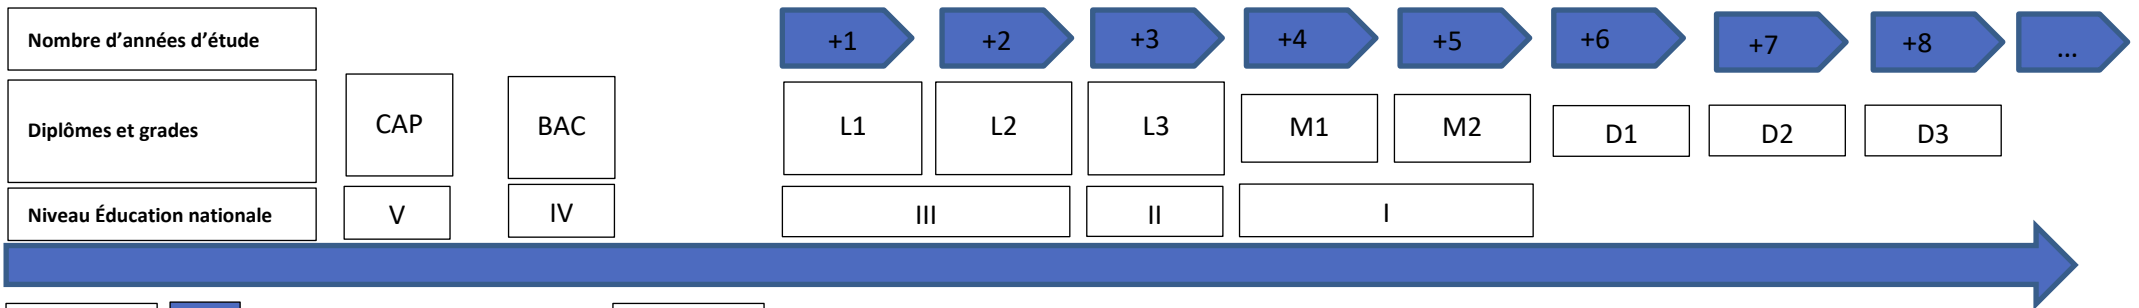 Nombre d'années d'étude +1 +2 +3 +4 +5 +6 +7 +8 ...
Diplômes et grades CAP BAC L1 L2 L3 M1 M2 D1 D2 D3
Niveau Éducation nationale V IV III II I